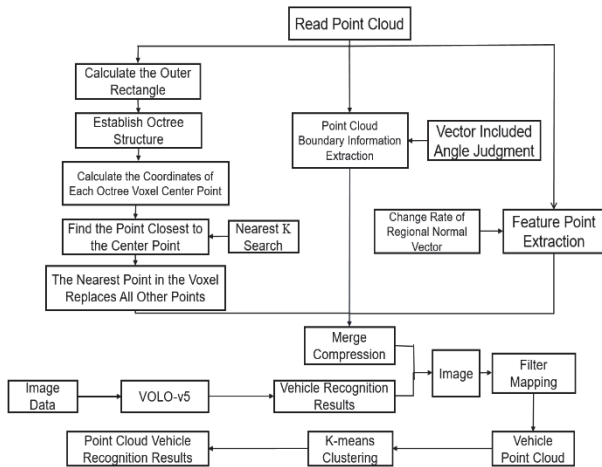 Read Point Cloud
Calculate the Outer
Rectangle
Establish Octree
Structure
Calculate the Coordinates of
Each Octree Voxel Center Point
Find the Point Closest to
the Center Point
Nearest K
Search
The Nearest Point in the Voxel
Replaces All Other Points
Point Cloud
Boundary Information
Extraction
Vector Included
Angle Judgment
Change Rate of
Regional Normal
Vector
Feature Point
Extraction
Merge
Compression
Image
Data
VOLO-v5
Vehicle Recognition
Results
Image
Filter
Mapping
Point Cloud Vehicle
Recognition Results
K-means
Clustering
Vehicle
Point Cloud